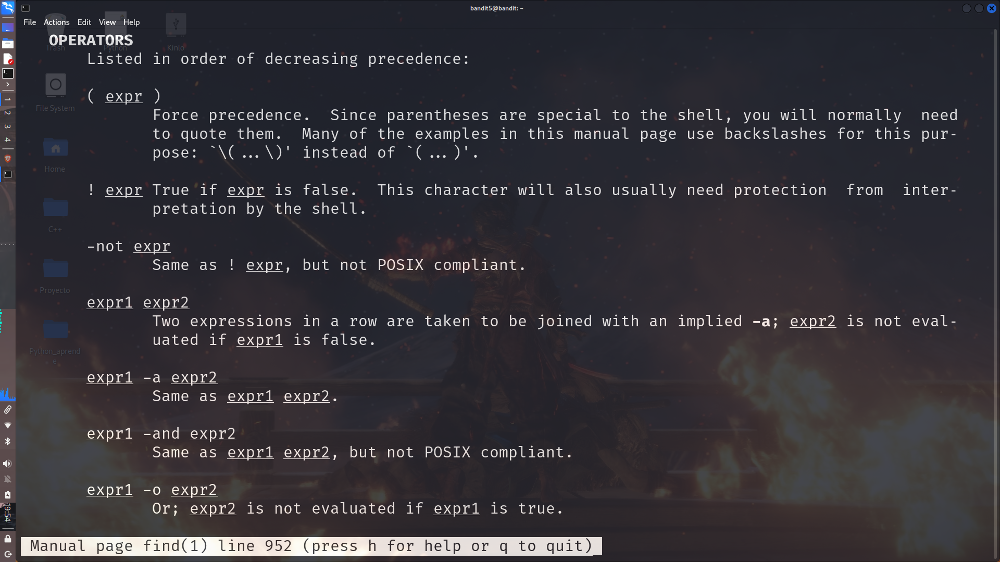 bandit5@bandit: ~
File Actions Edit View Help
Trash
Python
Kinlo
File System
Home
C++
Proyecto
Python_aprend
e
1
2
3
4
19:54
OPERATORS
Listed in order of decreasing precedence:
( expr )
Force precedence.  Since parentheses are special to the shell, you will normally  need
to quote them.  Many of the examples in this manual page use backslashes for this pur-
pose: `\(...\)' instead of `(...)'.
! expr True if expr is false.  This character will also usually need protection  from  inter-
pretation by the shell.
-not expr
Same as ! expr, but not POSIX compliant.
expr1 expr2
Two expressions in a row are taken to be joined with an implied -a; expr2 is not eval-
uated if expr1 is false.
expr1 -a expr2
Same as expr1 expr2.
expr1 -and expr2
Same as expr1 expr2, but not POSIX compliant.
expr1 -o expr2
Or; expr2 is not evaluated if expr1 is true.
Manual page find(1) line 952 (press h for help or q to quit)